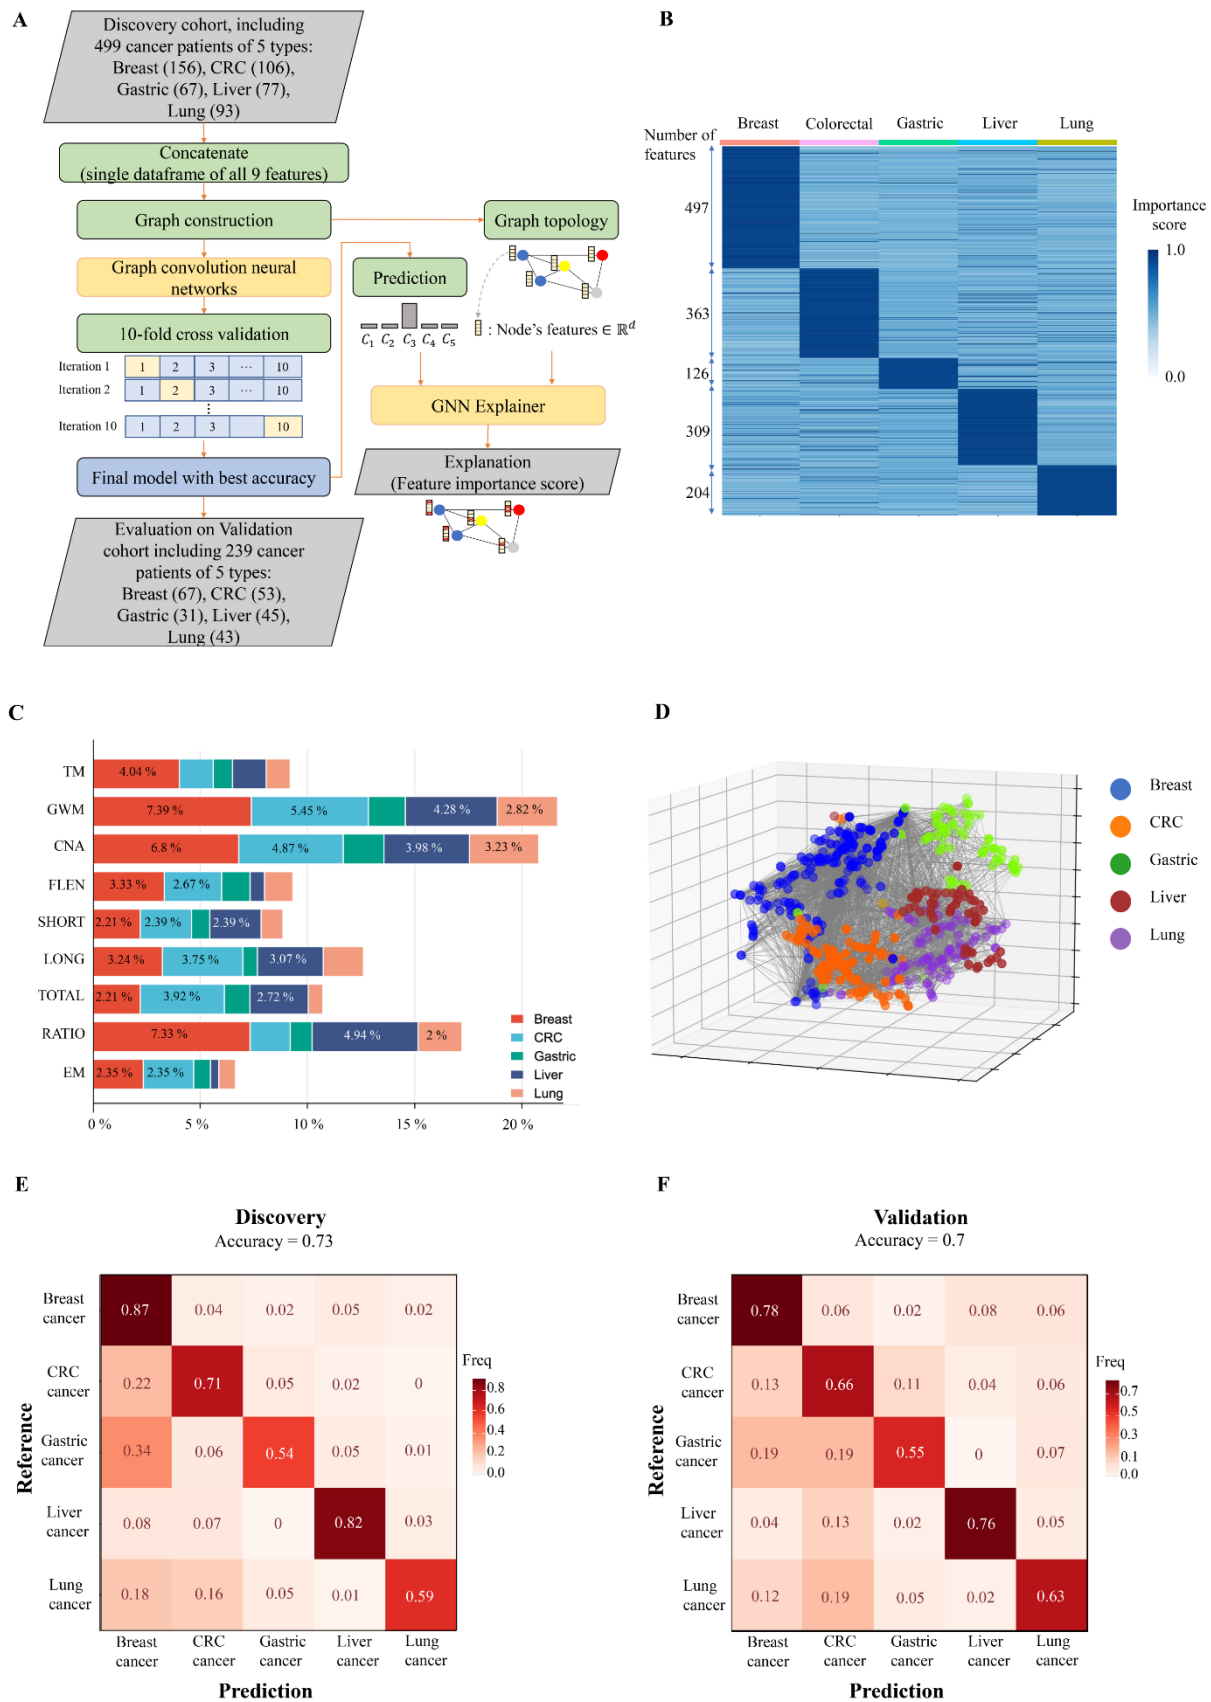 A
Discovery cohort, including
499 cancer patients of 5 types:
Breast (156), CRC (106),
Gastric (67), Liver (77),
Lung (93)
Concatenate
(single dataframe of all 9 features)
Graph construction
Graph topology
Graph convolution neural
networks
Prediction
C1 C2 C3 C4 C5
: Node's features ∈ ℝ^d
10-fold cross validation
Iteration 1 1 2 3 ... 10
Iteration 2 1 2 3 ... 10
⋮
Iteration 10 1 2 3 10
GNN Explainer
Final model with best accuracy
Explanation
(Feature importance score)
Evaluation on Validation
cohort including 239 cancer
patients of 5 types:
Breast (67), CRC (53),
Gastric (31), Liver (45),
Lung (43)
B
Breast Colorectal Gastric Liver Lung
Number of
features
497
363
126
309
204
Importance
score
1.0
0.0
C
TM 4.04 %
GWM 7.39 % 5.45 % 4.28 % 2.82 %
CNA 6.8 % 4.87 % 3.98 % 3.23 %
FLEN 3.33 % 2.67 %
SHORT 2.21 % 2.39 % 2.39 %
LONG 3.24 % 3.75 % 3.07 %
TOTAL 2.21 % 3.92 % 2.72 %
RATIO 7.33 % 4.94 % 2 %
EM 2.35 % 2.35 %
0 % 5 % 10 % 15 % 20 %
Breast
CRC
Gastric
Liver
Lung
D
Breast
CRC
Gastric
Liver
Lung
E
Discovery
Accuracy = 0.73
Reference
Breast
cancer
0.87 0.04 0.02 0.05 0.02
CRC
cancer
0.22 0.71 0.05 0.02 0
Gastric
cancer
0.34 0.06 0.54 0.05 0.01
Liver
cancer
0.08 0.07 0 0.82 0.03
Lung
cancer
0.18 0.16 0.05 0.01 0.59
Breast CRC Gastric Liver Lung
cancer cancer cancer cancer cancer
Prediction
Freq
0.8
0.6
0.4
0.2
0.0
F
Validation
Accuracy = 0.7
Reference
Breast
cancer
0.78 0.06 0.02 0.08 0.06
CRC
cancer
0.13 0.66 0.11 0.04 0.06
Gastric
cancer
0.19 0.19 0.55 0 0.07
Liver
cancer
0.04 0.13 0.02 0.76 0.05
Lung
cancer
0.12 0.19 0.05 0.02 0.63
Breast CRC Gastric Liver Lung
cancer cancer cancer cancer cancer
Prediction
Freq
0.7
0.5
0.3
0.1
0.0